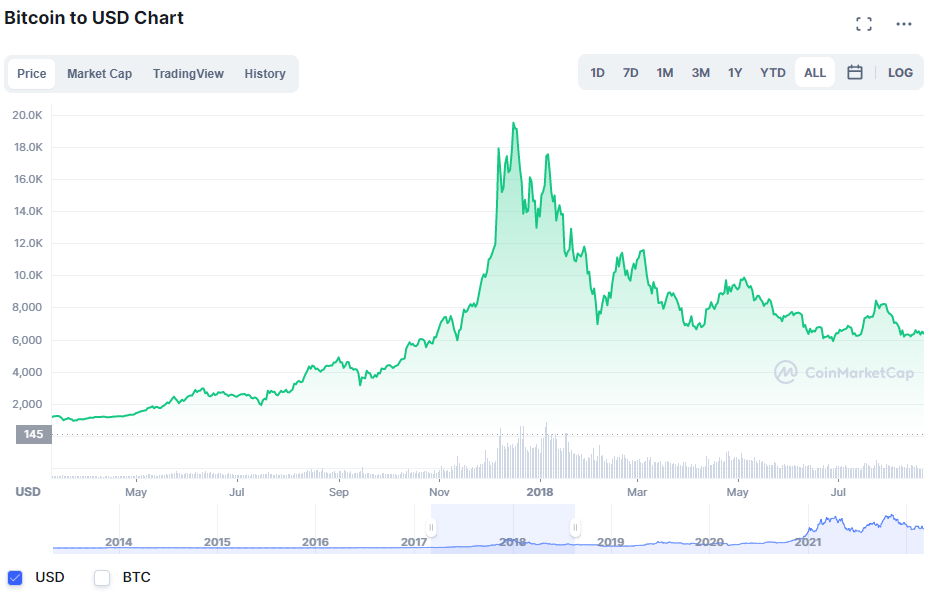 Bitcoin to USD Chart
Price Market Cap TradingView History
1D 7D 1M 3M 1Y YTD ALL LOG
20.0K
18.0K
16.0K
14.0K
12.0K
10.0K
8,000
6,000
4,000
CoinMarketCap
2,000
145
USD May Jul Sep Nov 2018 Mar May Jul
2014 2015 2016 2017 2018 2019 2020 2021
USD BTC